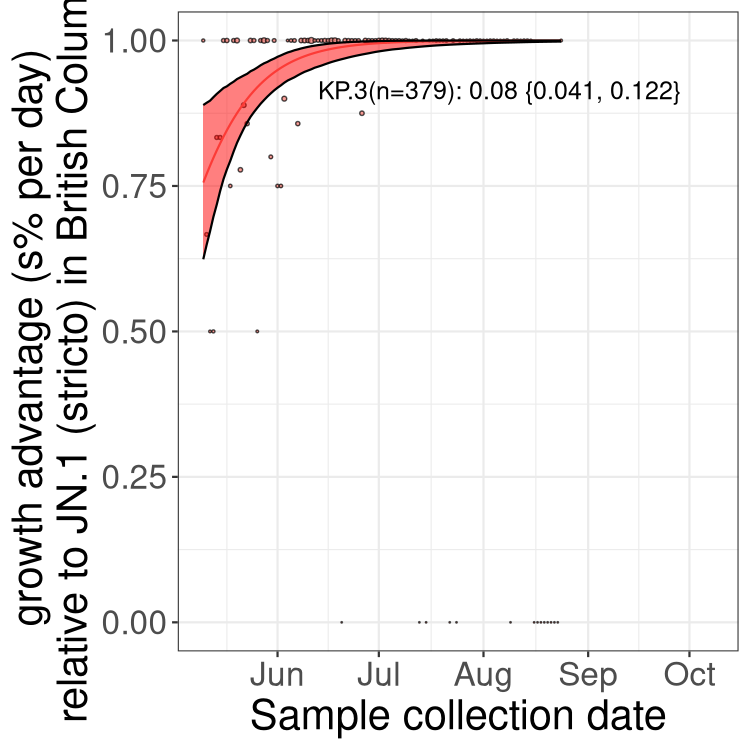 growth advantage (s% per day)
relative to JN.1 (stricto) in British Colum
1.00
0.75
0.50
0.25
0.00
KP.3(n=379): 0.08 {0.041, 0.122}
Jun Jul Aug Sep Oct
Sample collection date